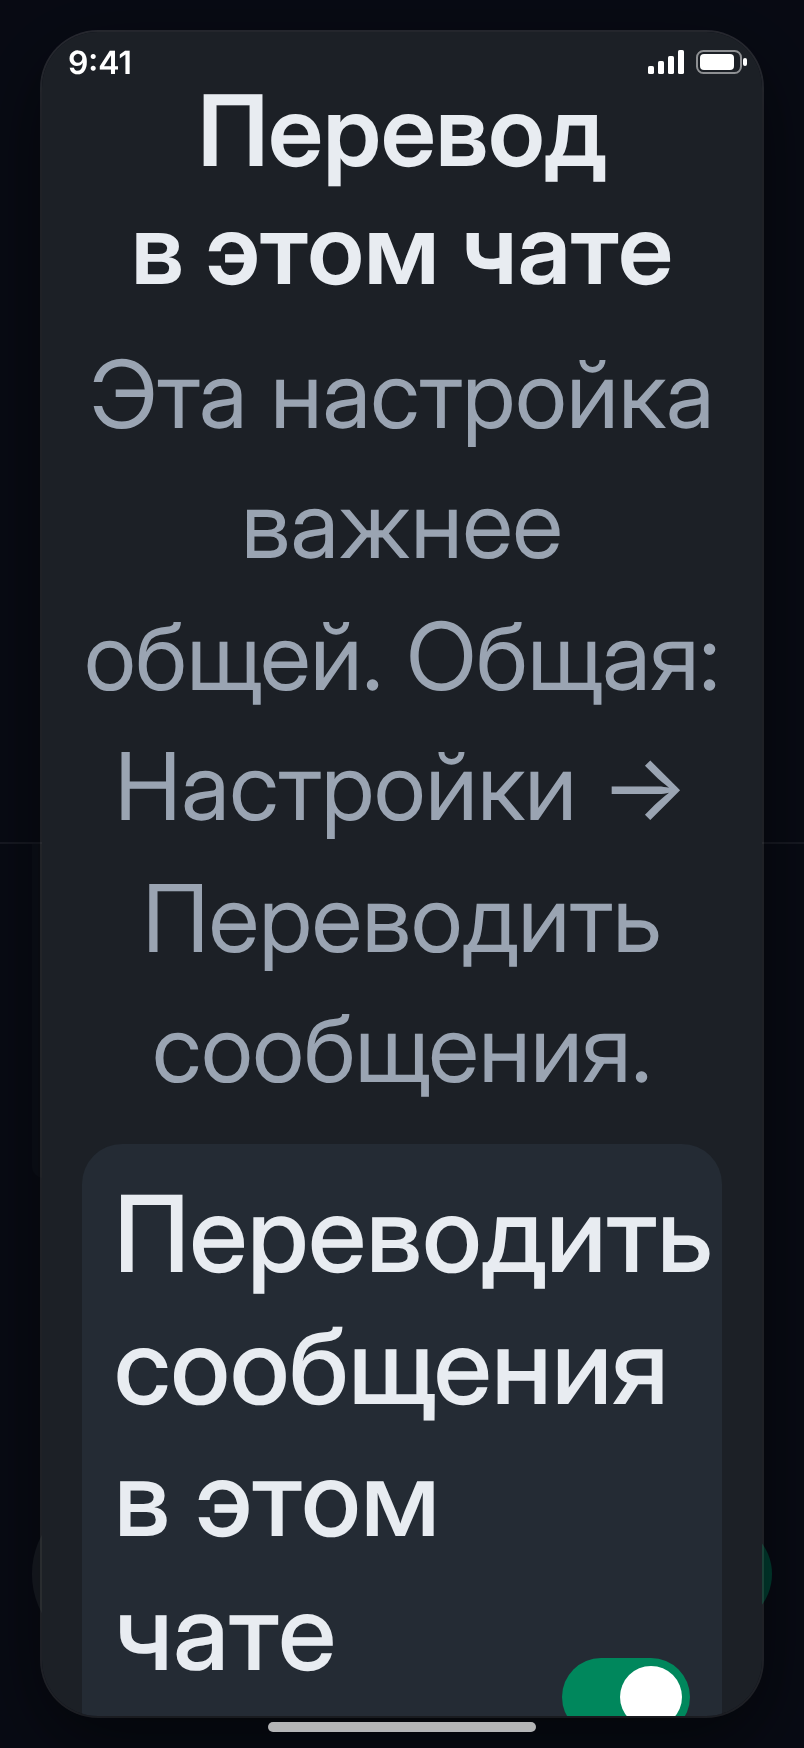 9:41
Перевод
в этом чате
Эта настройка
важнее
общей. Общая:
Настройки →
Переводить
сообщения.
Переводить
сообщения
в этом
чате